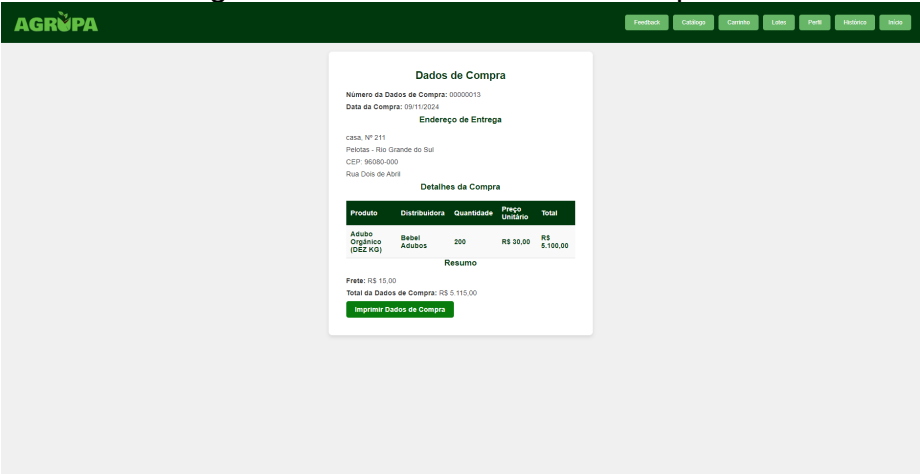 AGRUPA
Feedback Catálogo Carrinho Lotes Perfil Histórico Início
Dados de Compra
Número da Dados de Compra: 00000013
Data da Compra: 09/11/2024
Endereço de Entrega
casa, Nº 211
Pelotas - Rio Grande do Sul
CEP: 96080-000
Rua Dois de Abril
Detalhes da Compra
Produto Distribuidora Quantidade Preço Unitário Total
Adubo Orgânico (DEZ KG) Bebel Adubos 200 R$ 30,00 R$ 5.100,00
Resumo
Frete: R$ 15,00
Total da Dados de Compra: R$ 5 115,00
Imprimir Dados de Compra